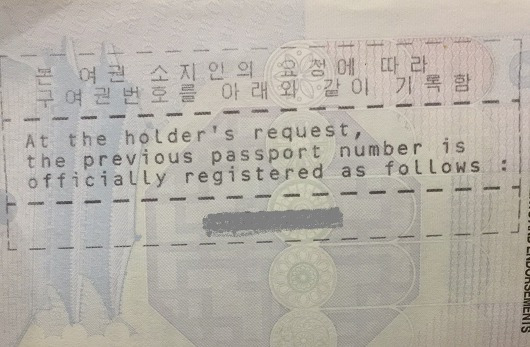 본 여권 소지인의 요청에 따라
구여권번호를 아래와 같이 기록함
At the holder's request,
the previous passport number is
officially registered as follows :
ENDORSEMENTS